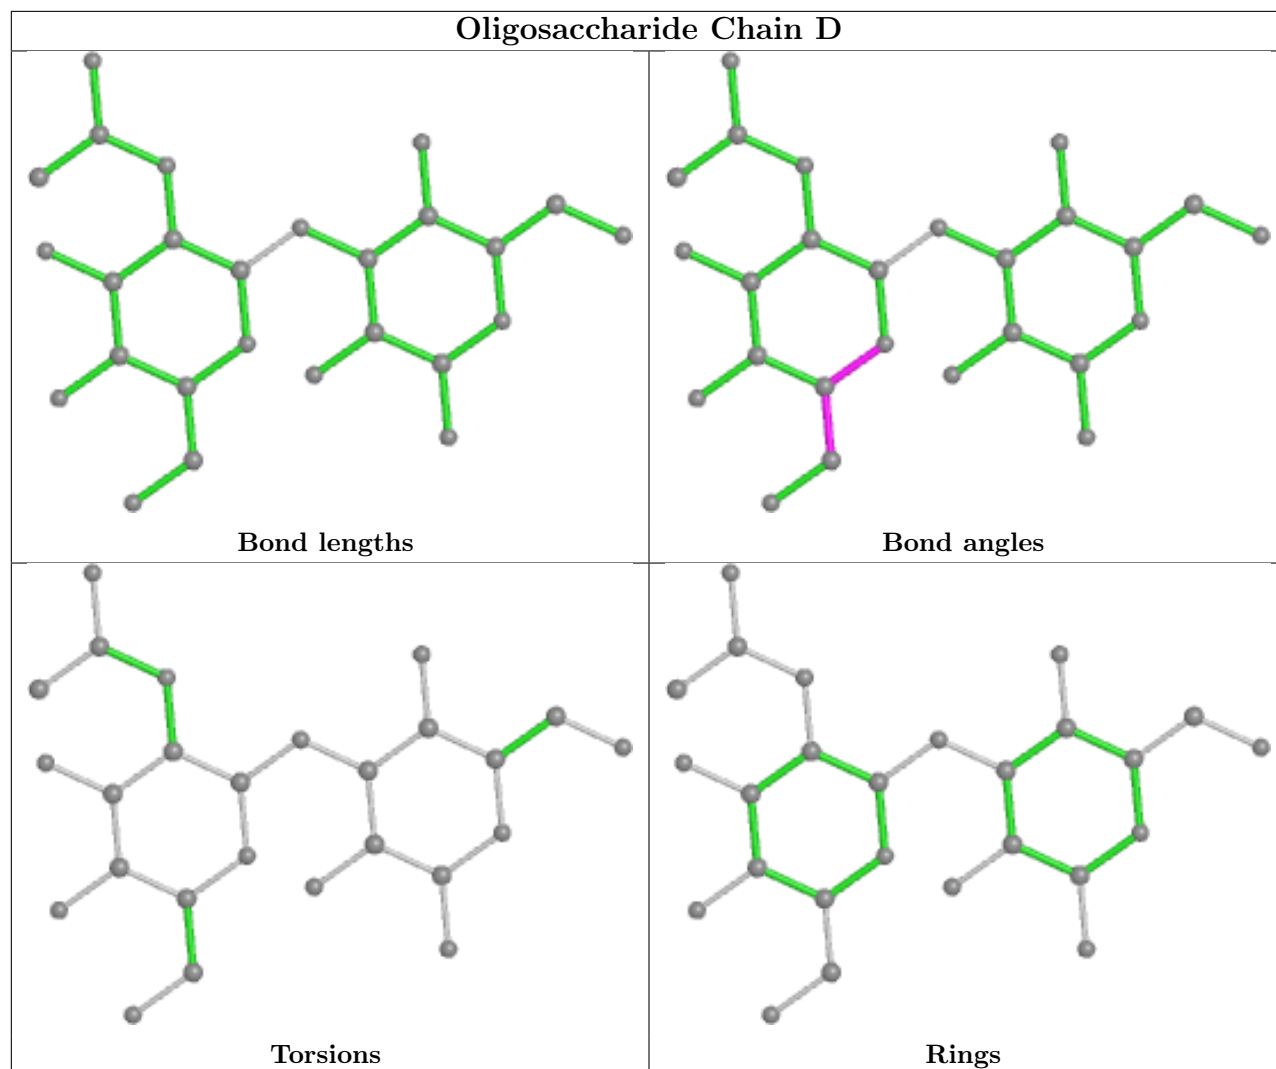 Oligosaccharide Chain D
Bond lengths
Bond angles
Torsions
Rings